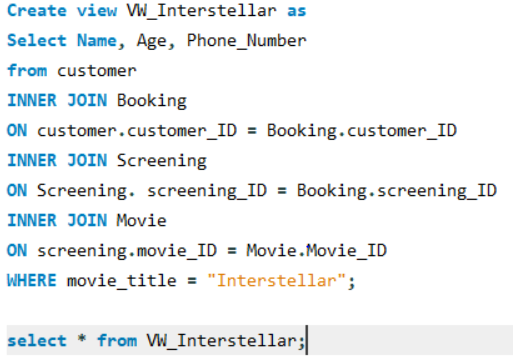 Create view VW_Interstellar as
Select Name, Age, Phone_Number
from customer
INNER JOIN Booking
ON customer.customer_ID = Booking.customer_ID
INNER JOIN Screening
ON Screening. screening_ID = Booking.screening_ID
INNER JOIN Movie
ON screening.movie_ID = Movie.Movie_ID
WHERE movie_title = "Interstellar";
select * from VW_Interstellar;